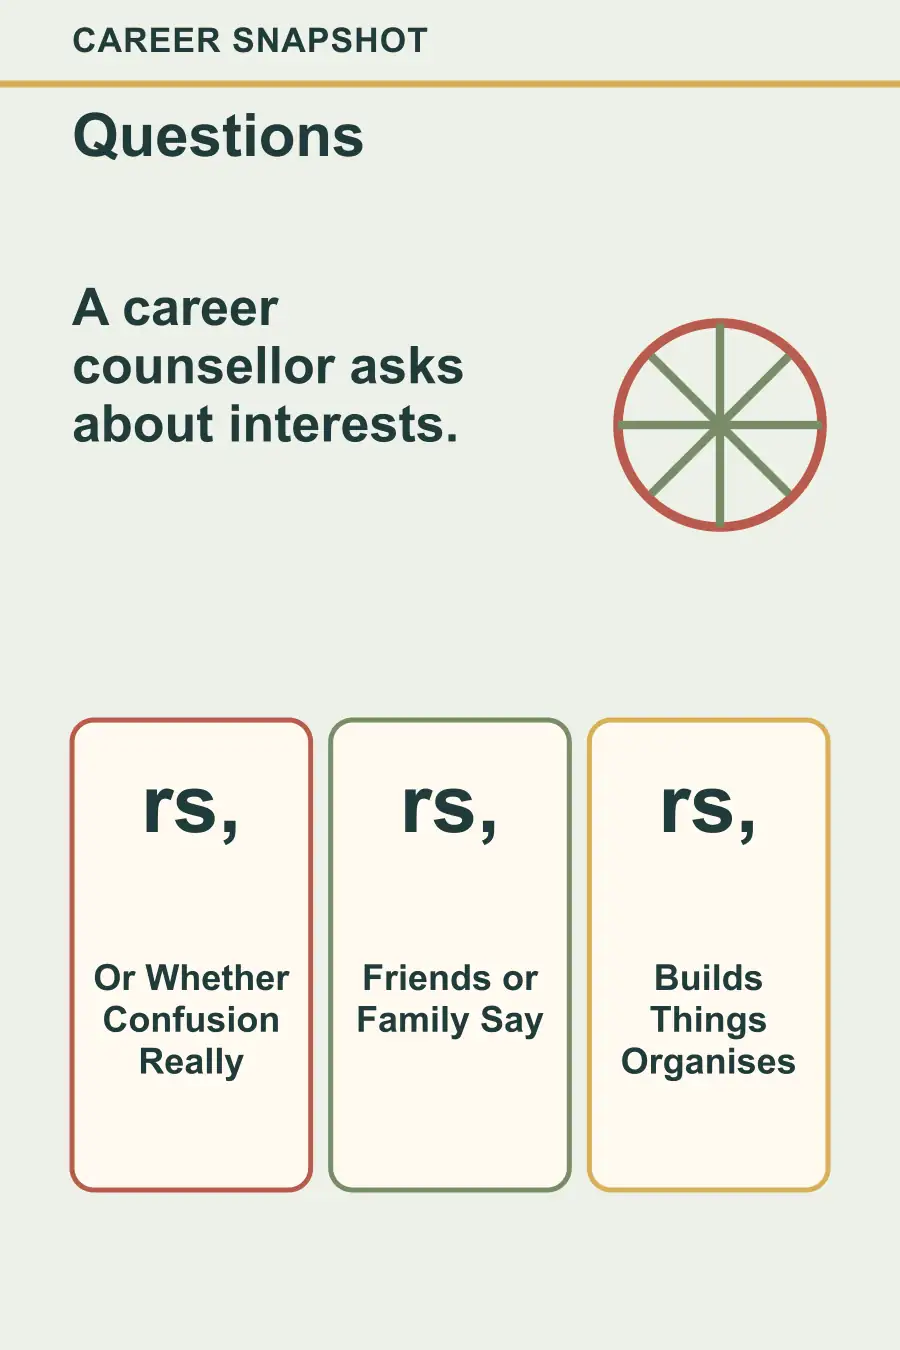 CAREER SNAPSHOT
Questions
A career
counsellor asks
about interests.
rs,
Or Whether
Confusion
Really
rs,
Friends or
Family Say
rs,
Builds
Things
Organises